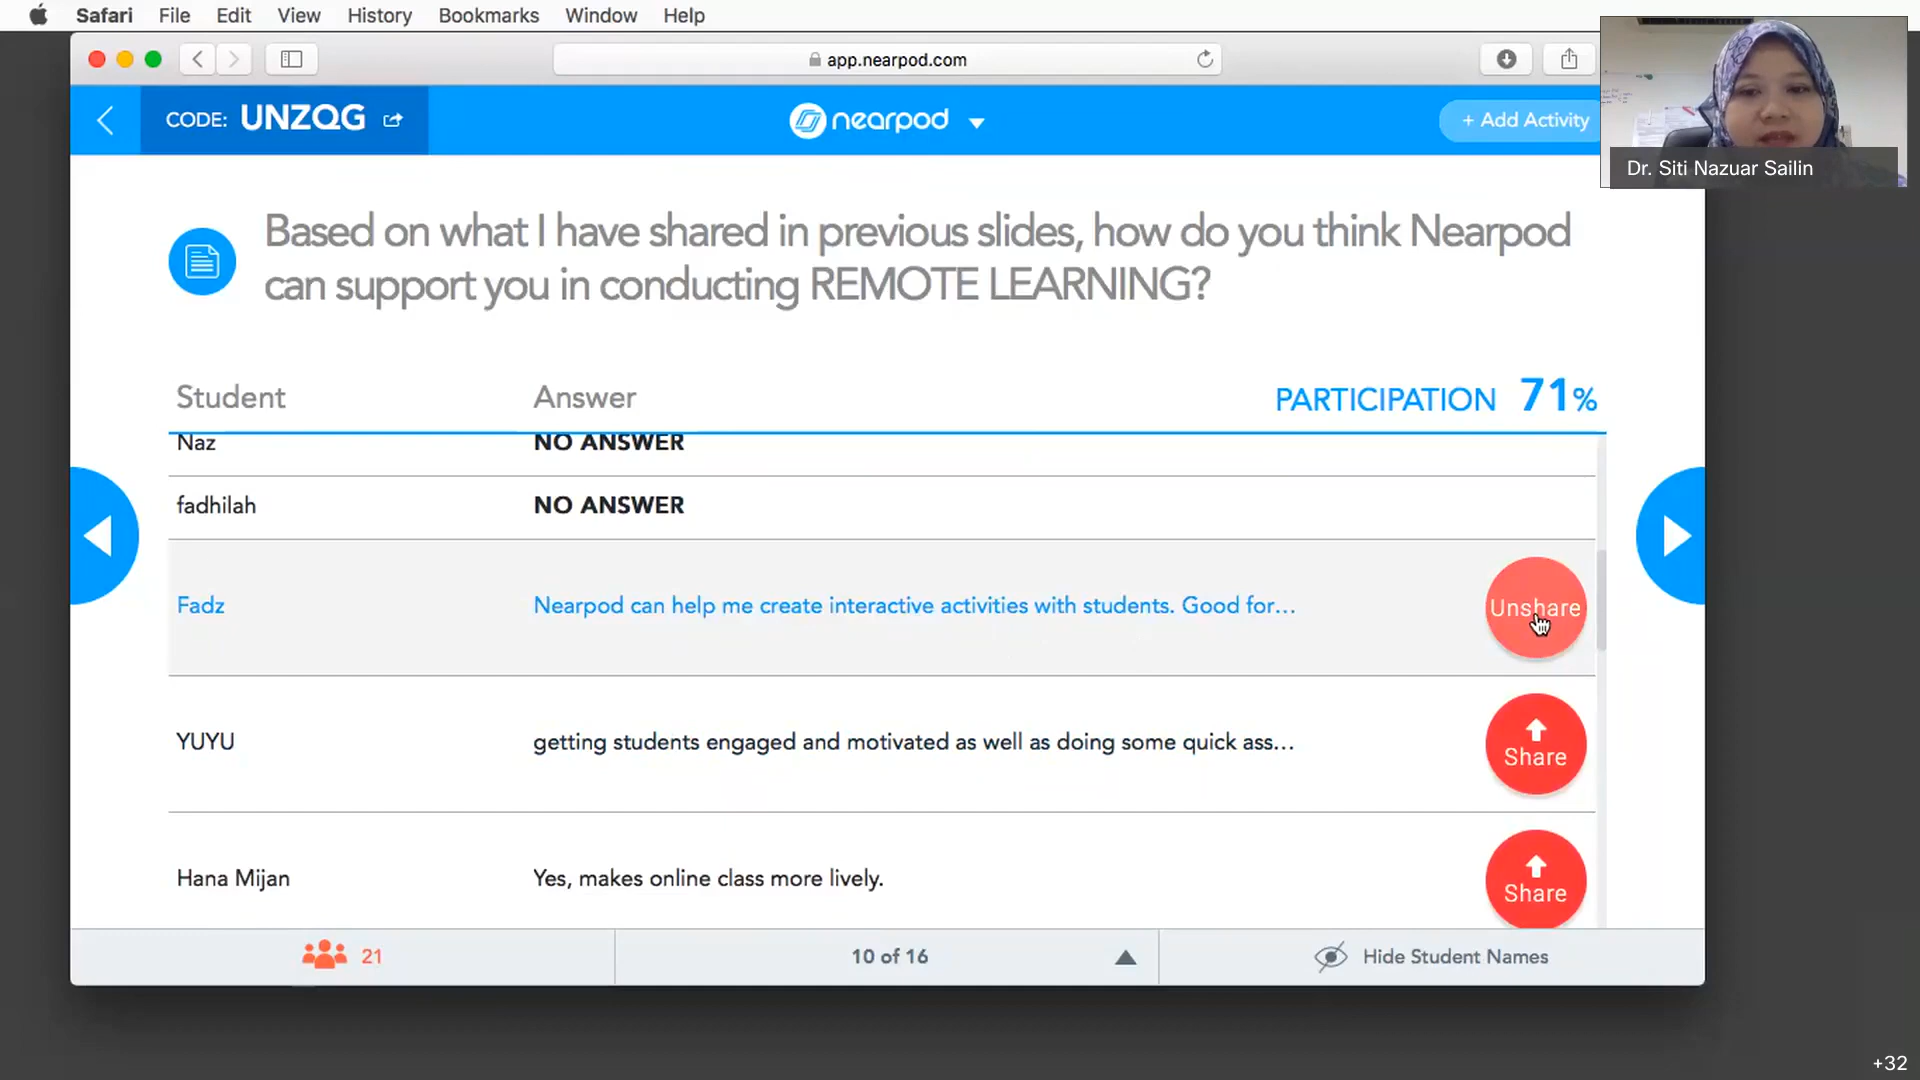 Safari File Edit View History Bookmarks Window Help
app.nearpod.com
CODE: UNZQG
nearpod
+ Add Activity
Dr. Siti Nazuar Sailin
Based on what I have shared in previous slides, how do you think Nearpod
can support you in conducting REMOTE LEARNING?
Student Answer PARTICIPATION 71%
Naz NO ANSWER
fadhilah NO ANSWER
Fadz Nearpod can help me create interactive activities with students. Good for... Unshare
YUYU getting students engaged and motivated as well as doing some quick ass... Share
Hana Mijan Yes, makes online class more lively. Share
21 10 of 16 Hide Student Names
+32